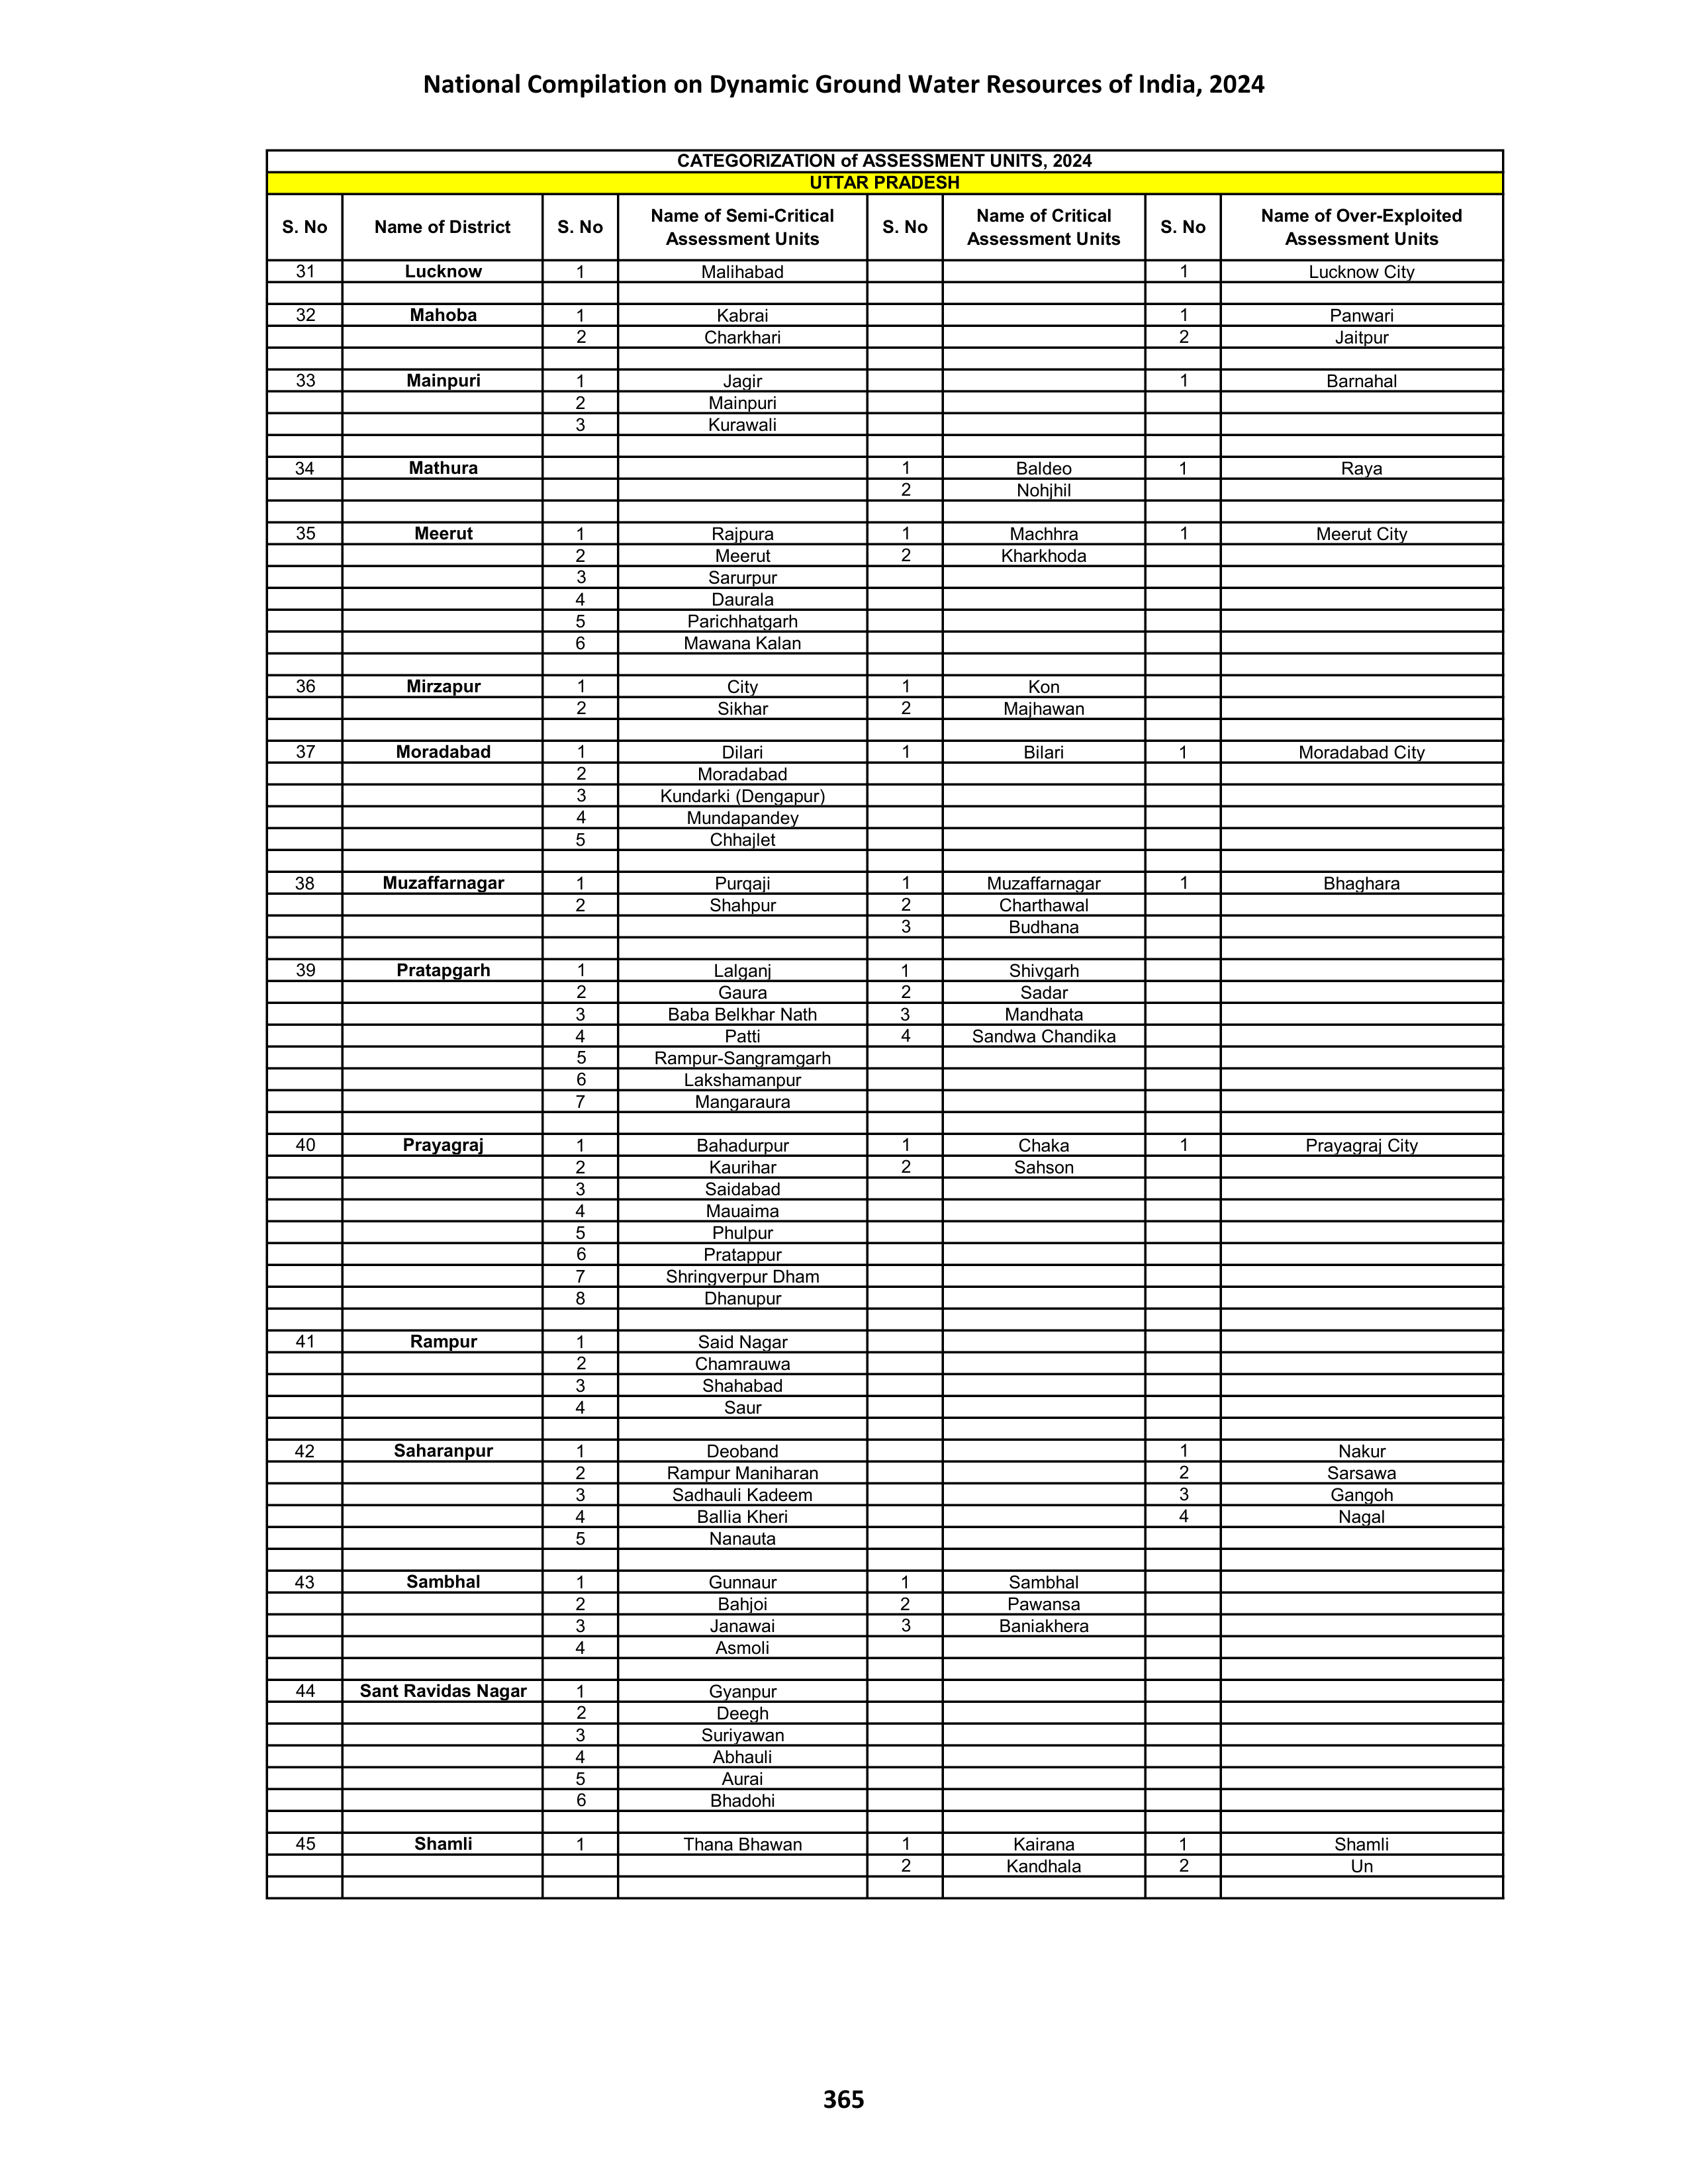 National Compilation on Dynamic Ground Water Resources of India, 2024
CATEGORIZATION of ASSESSMENT UNITS, 2024
UTTAR PRADESH
S. No Name of District S. No Name of Semi-Critical Assessment Units S. No Name of Critical Assessment Units S. No Name of Over-Exploited Assessment Units
31 Lucknow 1 Malihabad 1 Lucknow City
32 Mahoba 1 Kabrai 1 Panwari
2 Charkhari 2 Jaitpur
33 Mainpuri 1 Jagir 1 Barnahal
2 Mainpuri
3 Kurawali
34 Mathura 1 Baldeo 1 Raya
2 Nohjhil
35 Meerut 1 Rajpura 1 Machhra 1 Meerut City
2 Meerut 2 Kharkhoda
3 Sarurpur
4 Daurala
5 Parichhatgarh
6 Mawana Kalan
36 Mirzapur 1 City 1 Kon
2 Sikhar 2 Majhawan
37 Moradabad 1 Dilari 1 Bilari 1 Moradabad City
2 Moradabad
3 Kundarki (Dengapur)
4 Mundapandey
5 Chhajlet
38 Muzaffarnagar 1 Purqaji 1 Muzaffarnagar 1 Bhaghara
2 Shahpur 2 Charthawal
3 Budhana
39 Pratapgarh 1 Lalganj 1 Shivgarh
2 Gaura 2 Sadar
3 Baba Belkhar Nath 3 Mandhata
4 Patti 4 Sandwa Chandika
5 Rampur-Sangramgarh
6 Lakshamanpur
7 Mangaraura
40 Prayagraj 1 Bahadurpur 1 Chaka 1 Prayagraj City
2 Kaurihar 2 Sahson
3 Saidabad
4 Mauaima
5 Phulpur
6 Pratappur
7 Shringverpur Dham
8 Dhanupur
41 Rampur 1 Said Nagar
2 Chamrauwa
3 Shahabad
4 Saur
42 Saharanpur 1 Deoband 1 Nakur
2 Rampur Maniharan 2 Sarsawa
3 Sadhauli Kadeem 3 Gangoh
4 Ballia Kheri 4 Nagal
5 Nanauta
43 Sambhal 1 Gunnaur 1 Sambhal
2 Bahjoi 2 Pawansa
3 Janawai 3 Baniakhera
4 Asmoli
44 Sant Ravidas Nagar 1 Gyanpur
2 Deegh
3 Suriyawan
4 Abhauli
5 Aurai
6 Bhadohi
45 Shamli 1 Thana Bhawan 1 Kairana 1 Shamli
2 Kandhala 2 Un
365